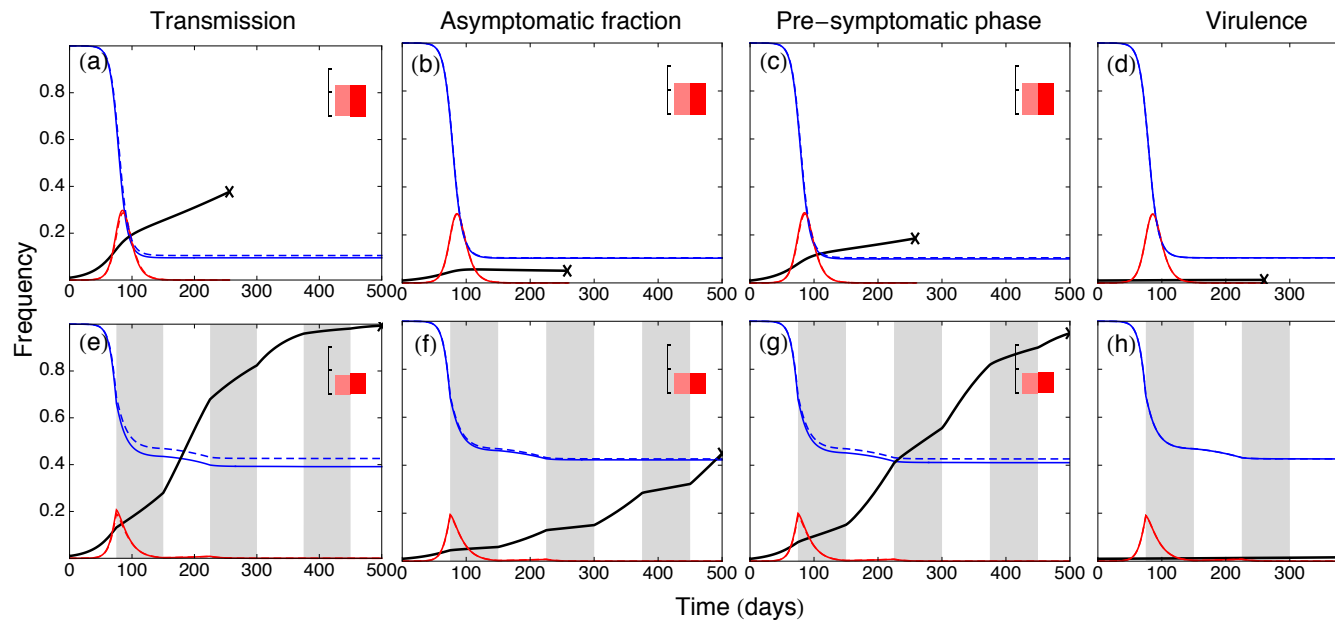 Transmission Asymptomatic fraction Pre−symptomatic phase Virulence
(a) (b) (c) (d)
0.8
0.6
0.4
0.2
0 100 200 300 400 500 0 100 200 300 400 500 0 100 200 300 400 500 0 100 200 300
Frequency
(e) (f) (g) (h)
0.8
0.6
0.4
0.2
0 100 200 300 400 500 0 100 200 300 400 500 0 100 200 300 400 500 0 100 200 300
Time (days)